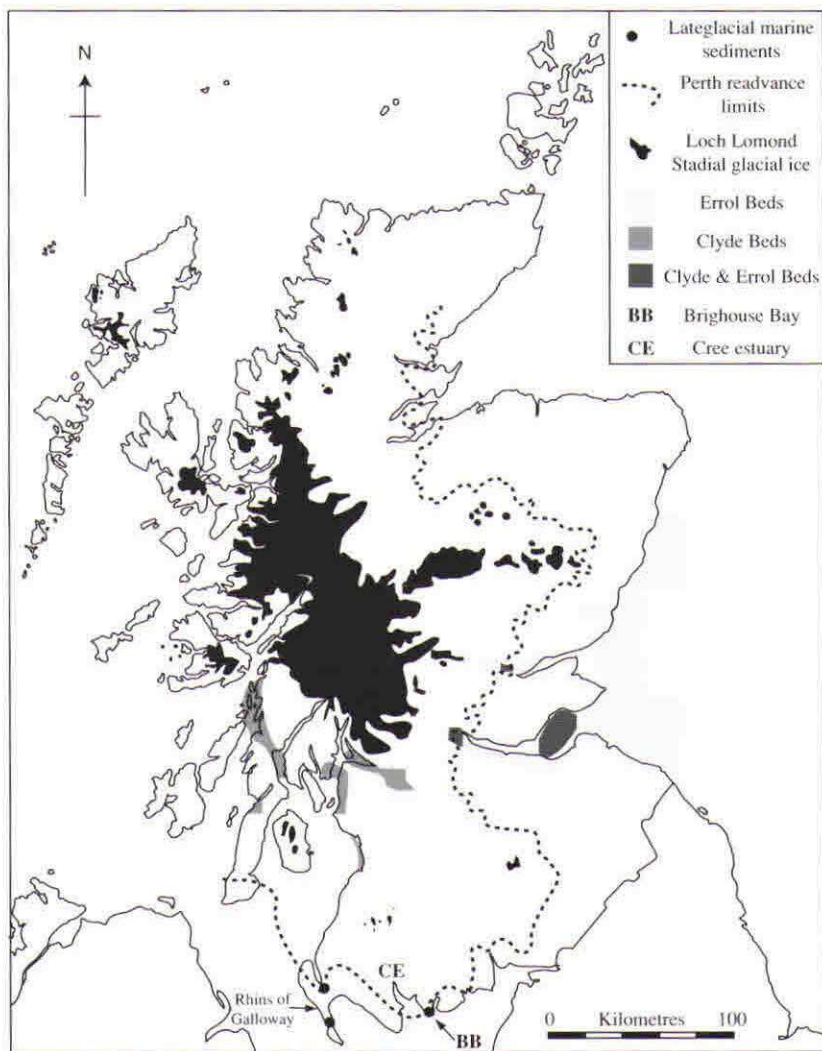 N
Lateglacial marine
sediments
Perth readvance
limits
Loch Lomond
Stadial glacial ice
Errol Beds
Clyde Beds
Clyde & Errol Beds
BB Brighouse Bay
CE Cree estuary
CE
Rhins of
Galloway
BB
0 Kilometres 100